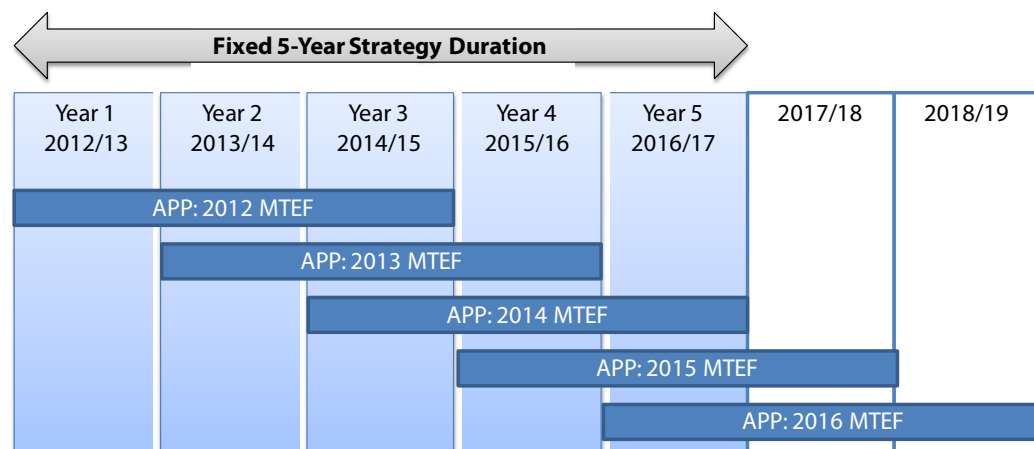 Fixed 5-Year Strategy Duration
Year 1 Year 2 Year 3 Year 4 Year 5 2017/18 2018/19
2012/13 2013/14 2014/15 2015/16 2016/17
APP: 2012 MTEF
APP: 2013 MTEF
APP: 2014 MTEF
APP: 2015 MTEF
APP: 2016 MTEF